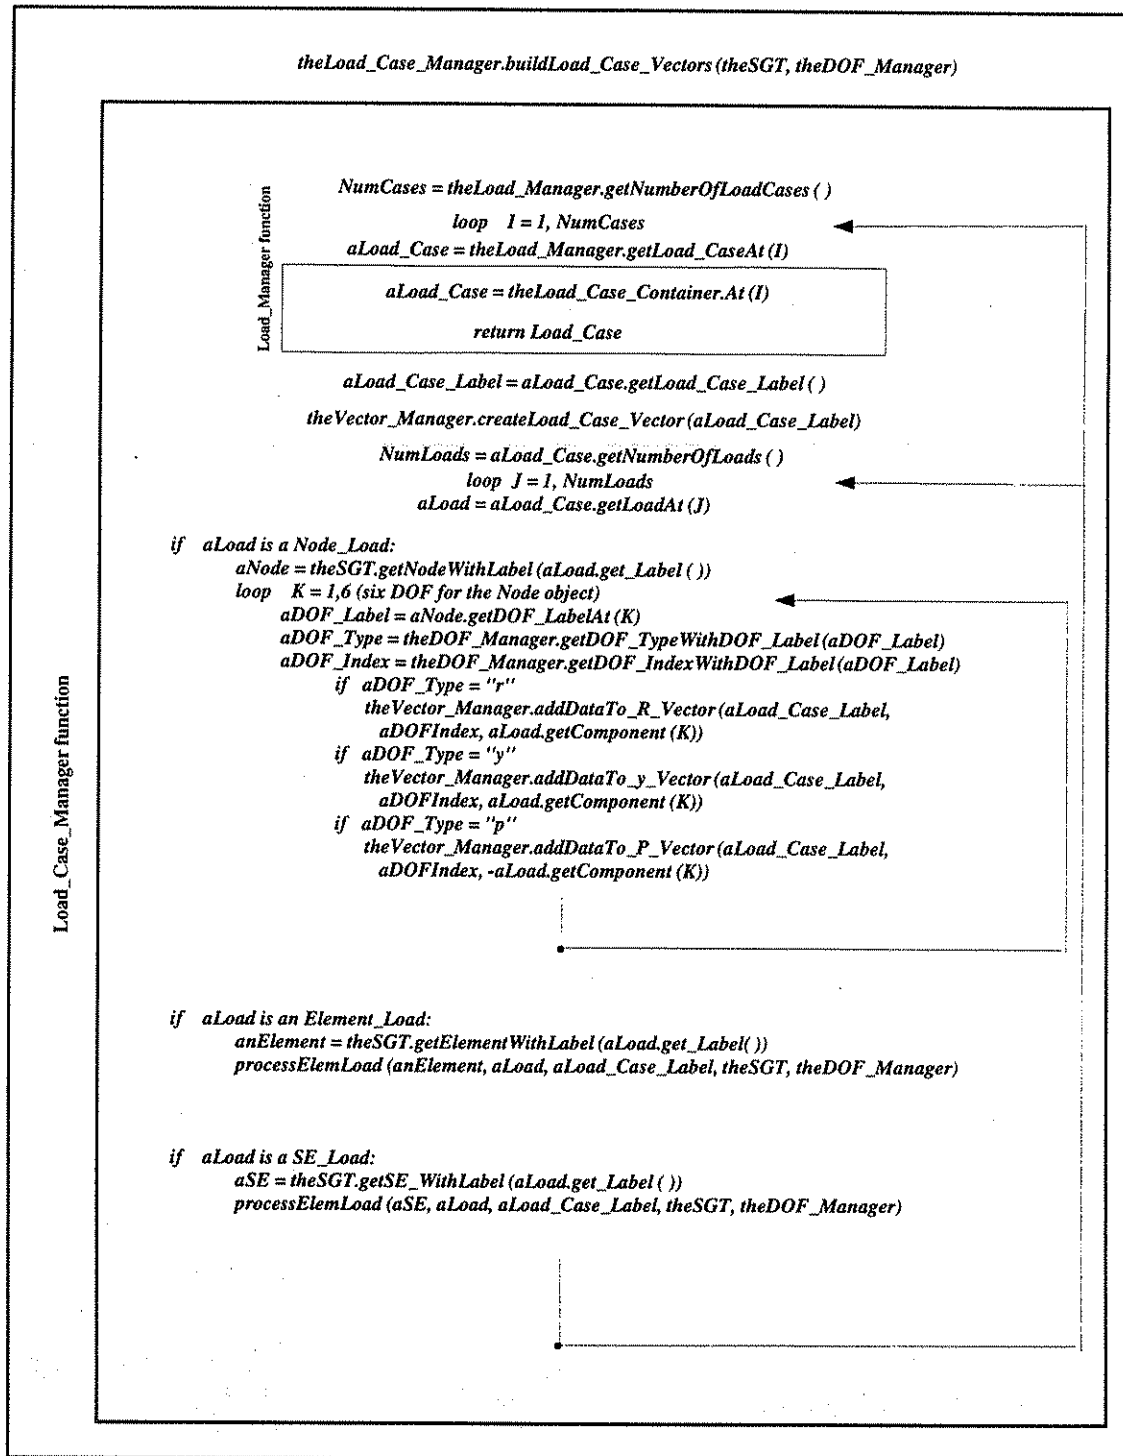 theLoad_Case_Manager.buildLoad_Case_Vectors (theSGT, theDOF_Manager)
Load_Case_Manager function
Load_Manager function
NumCases = theLoad_Manager.getNumberOfLoadCases ( )
loop I = 1, NumCases
aLoad_Case = theLoad_Manager.getLoad_CaseAt (I)
aLoad_Case = theLoad_Case_Container.At (I)
return Load_Case
aLoad_Case_Label = aLoad_Case.getLoad_Case_Label ( )
theVector_Manager.createLoad_Case_Vector (aLoad_Case_Label)
NumLoads = aLoad_Case.getNumberOfLoads ( )
loop J = 1, NumLoads
aLoad = aLoad_Case.getLoadAt (J)
if aLoad is a Node_Load:
aNode = theSGT.getNodeWithLabel (aLoad.get_Label ( ))
loop K = 1,6 (six DOF for the Node object)
aDOF_Label = aNode.getDOF_LabelAt (K)
aDOF_Type = theDOF_Manager.getDOF_TypeWithDOF_Label (aDOF_Label)
aDOF_Index = theDOF_Manager.getDOF_IndexWithDOF_Label (aDOF_Label)
if aDOF_Type = "r"
theVector_Manager.addDataTo_R_Vector (aLoad_Case_Label,
aDOFIndex, aLoad.getComponent (K))
if aDOF_Type = "y"
theVector_Manager.addDataTo_y_Vector (aLoad_Case_Label,
aDOFIndex, aLoad.getComponent (K))
if aDOF_Type = "p"
theVector_Manager.addDataTo_P_Vector (aLoad_Case_Label,
aDOFIndex, -aLoad.getComponent (K))
if aLoad is an Element_Load:
anElement = theSGT.getElementWithLabel (aLoad.get_Label( ))
processElemLoad (anElement, aLoad, aLoad_Case_Label, theSGT, theDOF_Manager)
if aLoad is a SE_Load:
aSE = theSGT.getSE_WithLabel (aLoad.get_Label ( ))
processElemLoad (aSE, aLoad, aLoad_Case_Label, theSGT, theDOF_Manager)